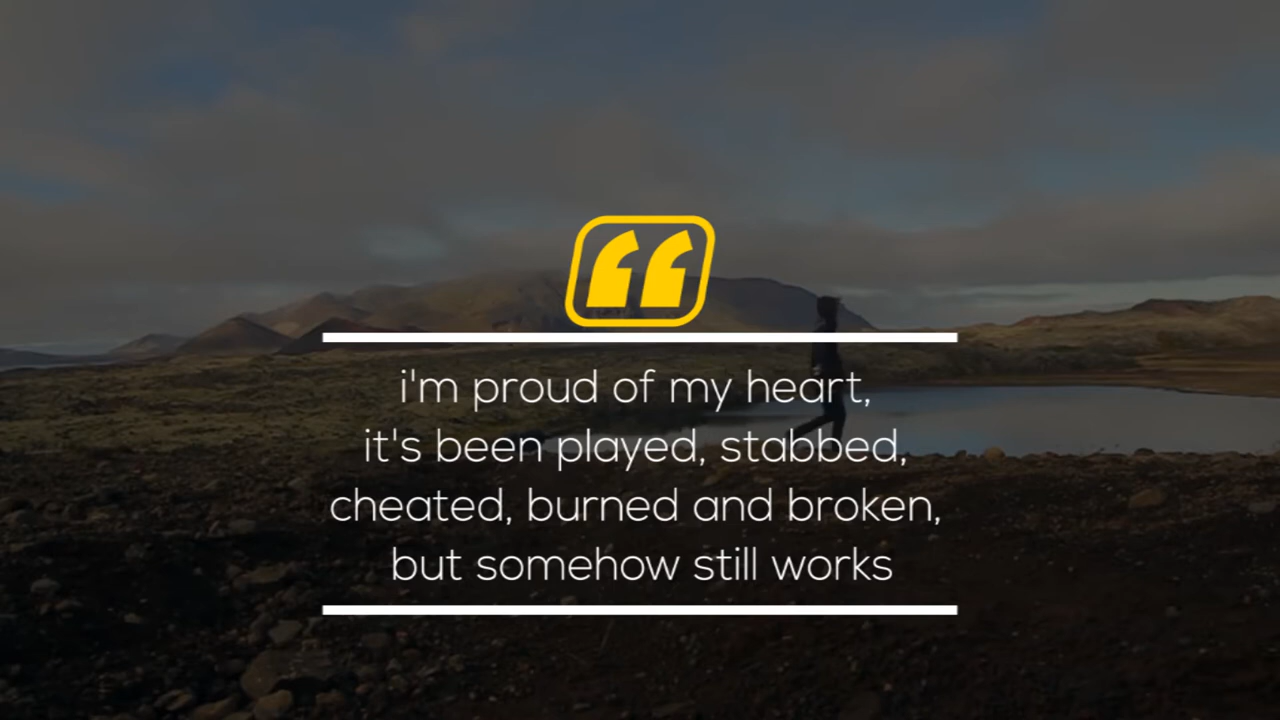 i'm proud of my heart,
it's been played, stabbed,
cheated, burned and broken,
but somehow still works